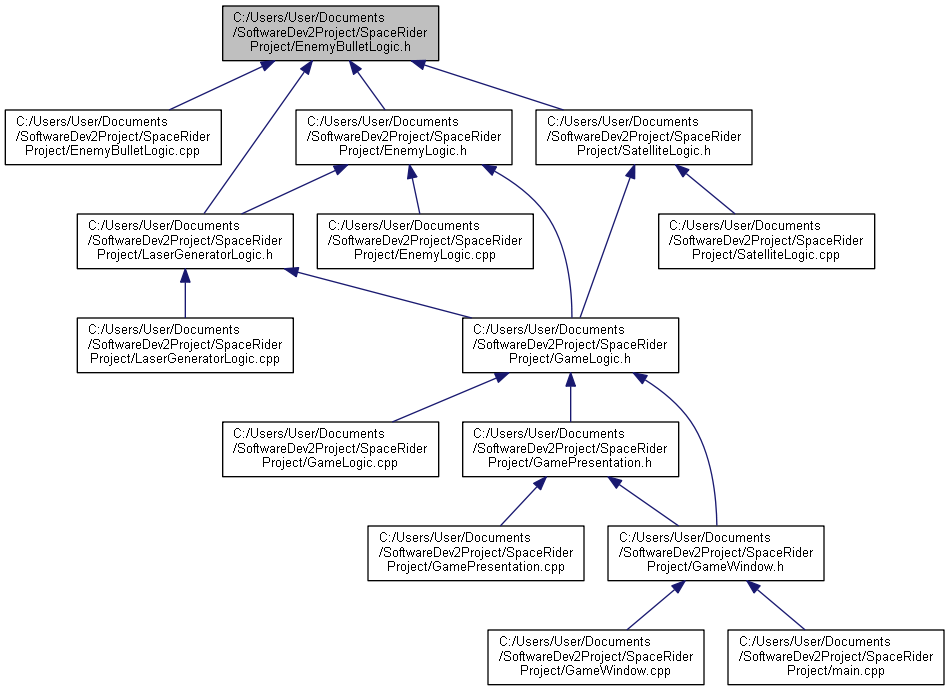 C:/Users/User/Documents
/SoftwareDev2Project/SpaceRider
Project/EnemyBulletLogic.h
C:/Users/User/Documents
/SoftwareDev2Project/SpaceRider
Project/EnemyBulletLogic.cpp
C:/Users/User/Documents
/SoftwareDev2Project/SpaceRider
Project/EnemyLogic.h
C:/Users/User/Documents
/SoftwareDev2Project/SpaceRider
Project/SatelliteLogic.h
C:/Users/User/Documents
/SoftwareDev2Project/SpaceRider
Project/LaserGeneratorLogic.h
C:/Users/User/Documents
/SoftwareDev2Project/SpaceRider
Project/EnemyLogic.cpp
C:/Users/User/Documents
/SoftwareDev2Project/SpaceRider
Project/SatelliteLogic.cpp
C:/Users/User/Documents
/SoftwareDev2Project/SpaceRider
Project/LaserGeneratorLogic.cpp
C:/Users/User/Documents
/SoftwareDev2Project/SpaceRider
Project/GameLogic.h
C:/Users/User/Documents
/SoftwareDev2Project/SpaceRider
Project/GameLogic.cpp
C:/Users/User/Documents
/SoftwareDev2Project/SpaceRider
Project/GamePresentation.h
C:/Users/User/Documents
/SoftwareDev2Project/SpaceRider
Project/GamePresentation.cpp
C:/Users/User/Documents
/SoftwareDev2Project/SpaceRider
Project/GameWindow.h
C:/Users/User/Documents
/SoftwareDev2Project/SpaceRider
Project/GameWindow.cpp
C:/Users/User/Documents
/SoftwareDev2Project/SpaceRider
Project/main.cpp